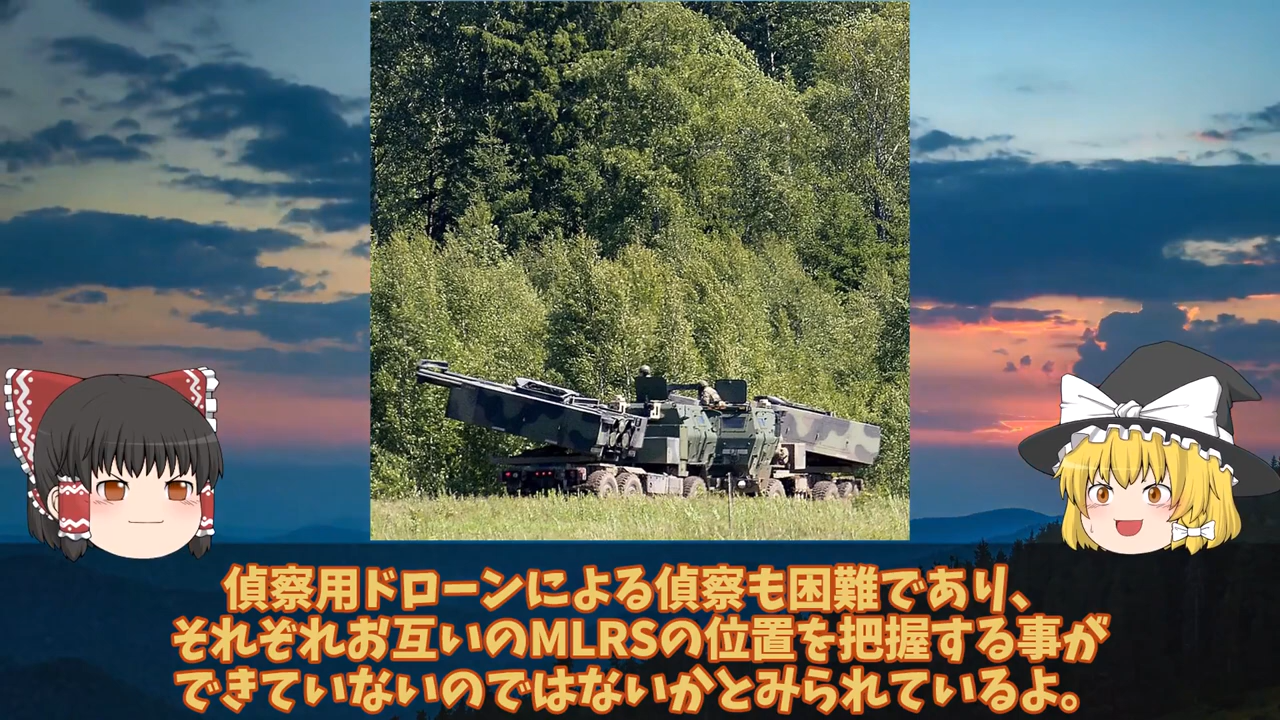 偵察用ドローンによる偵察も困難であり、
それぞれお互いのMLRSの位置を把握する事が
できていないのではないかとみられているよ。